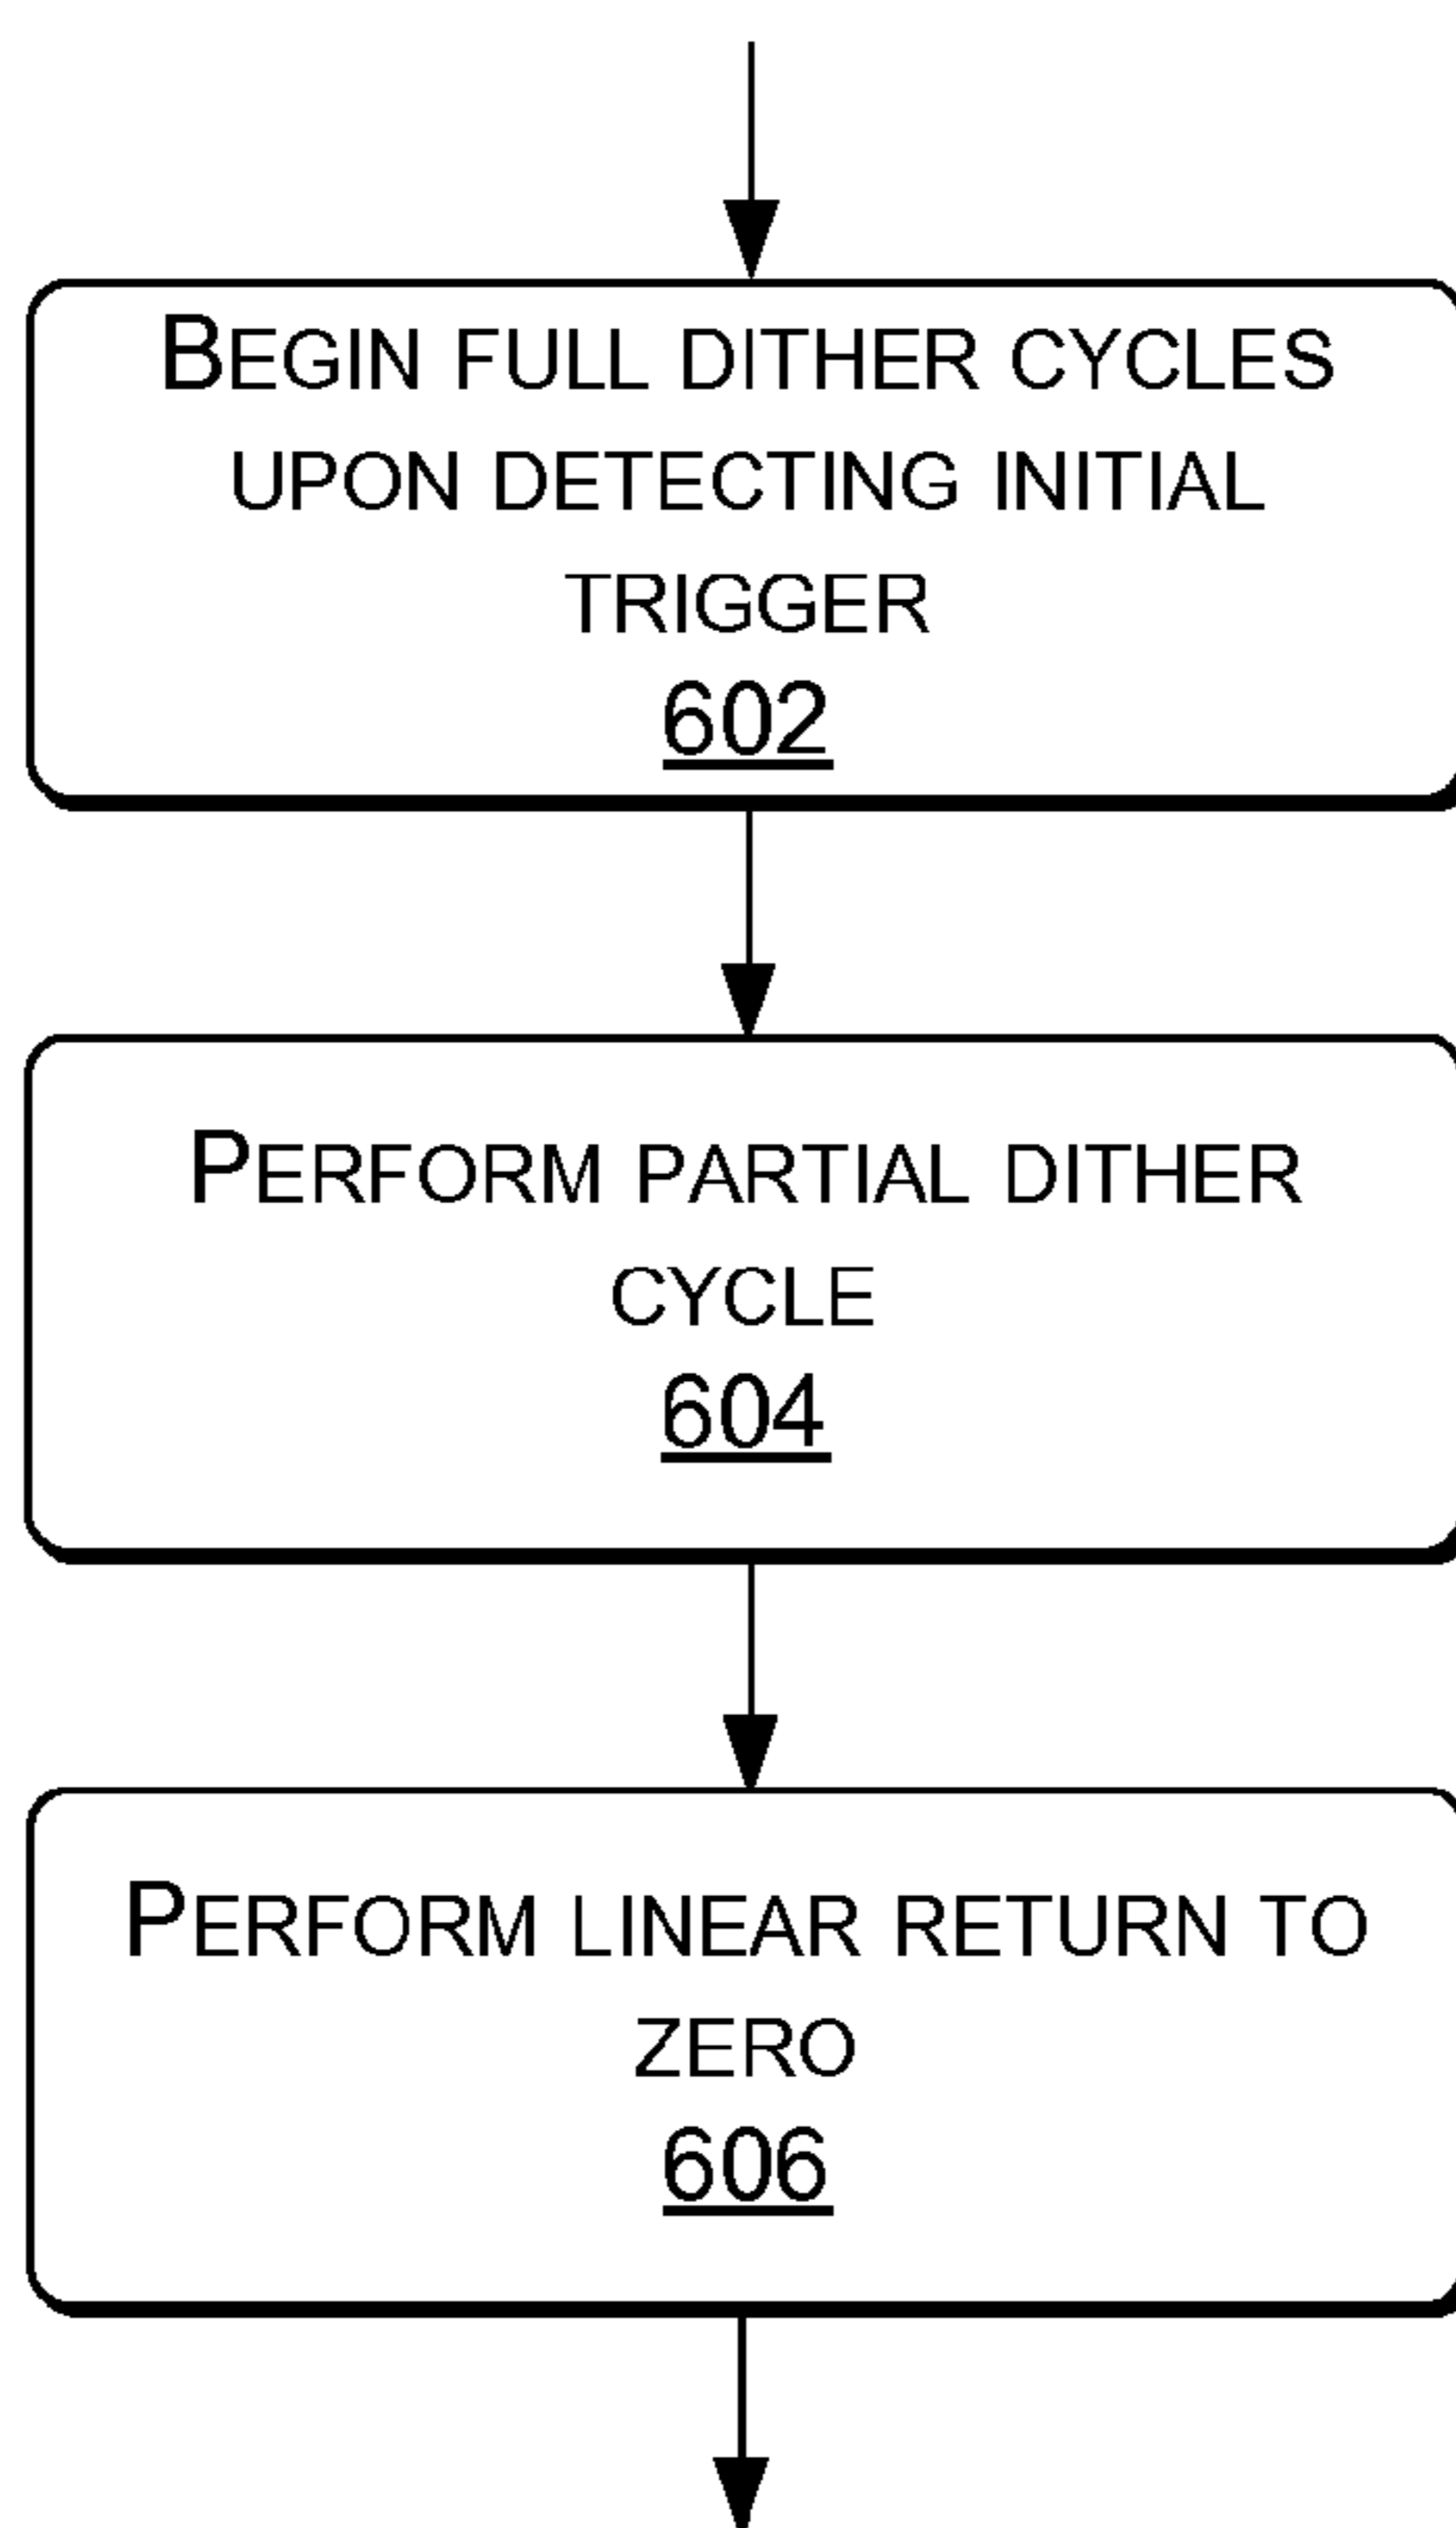 BEGIN FULL DITHER CYCLES
UPON DETECTING INITIAL
TRIGGER
602
PERFORM PARTIAL DITHER
CYCLE
604
PERFORM LINEAR RETURN TO
ZERO
606